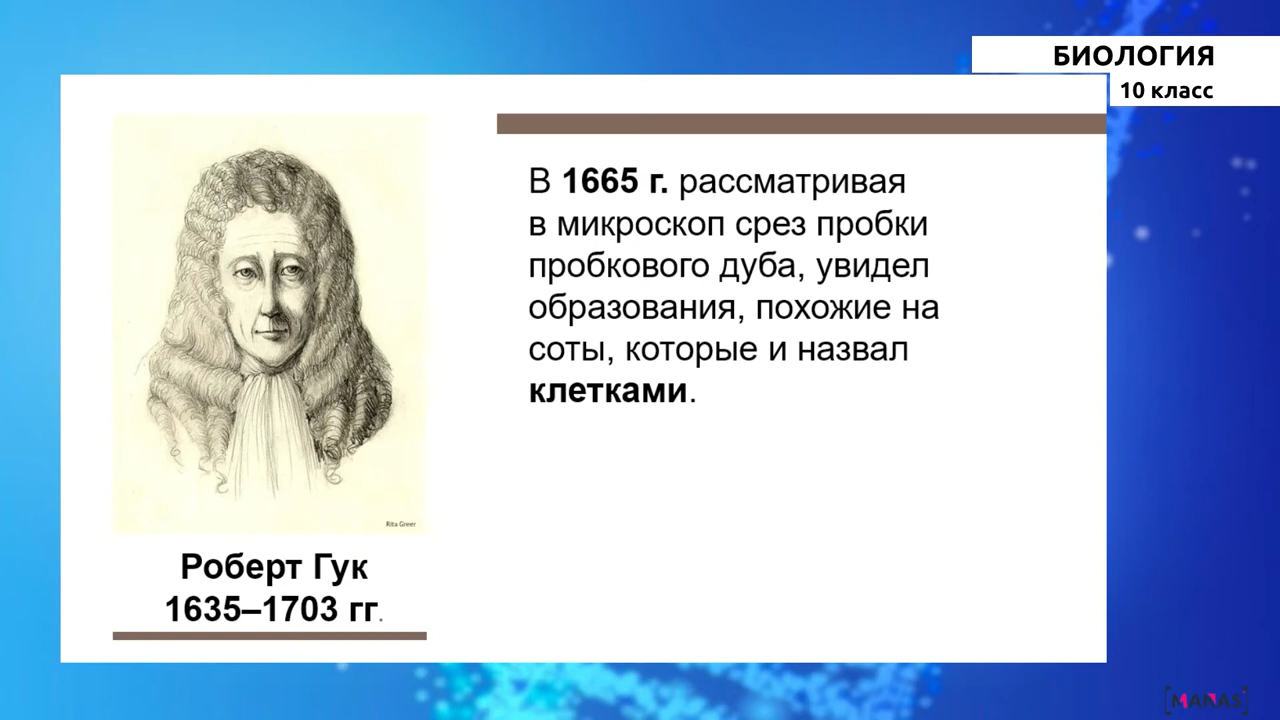 БИОЛОГИЯ
10 класс
В 1665 г. рассматривая
в микроскоп срез пробки
пробкового дуба, увидел
образования, похожие на
соты, которые и назвал
клетками.
Rita Greer
Роберт Гук
1635–1703 гг.
[MANAS]